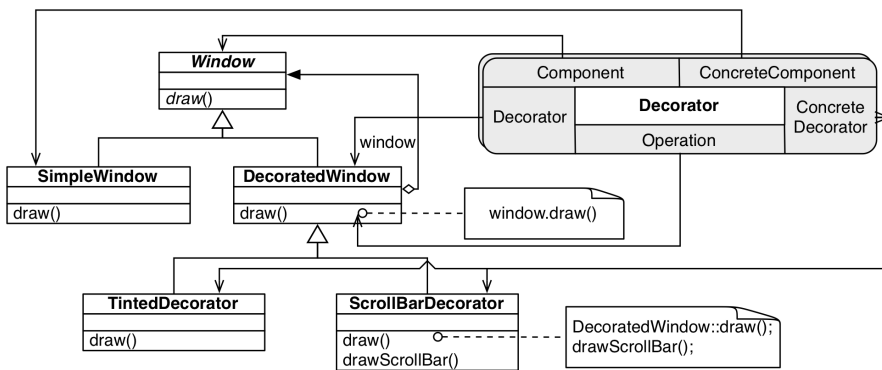 Window
draw()
Component
ConcreteComponent
Decorator
Decorator
Concrete
Decorator
Operation
window
SimpleWindow
draw()
DecoratedWindow
draw()
window.draw()
TintedDecorator
draw()
ScrollBarDecorator
draw()
drawScrollBar()
DecoratedWindow::draw();
drawScrollBar();